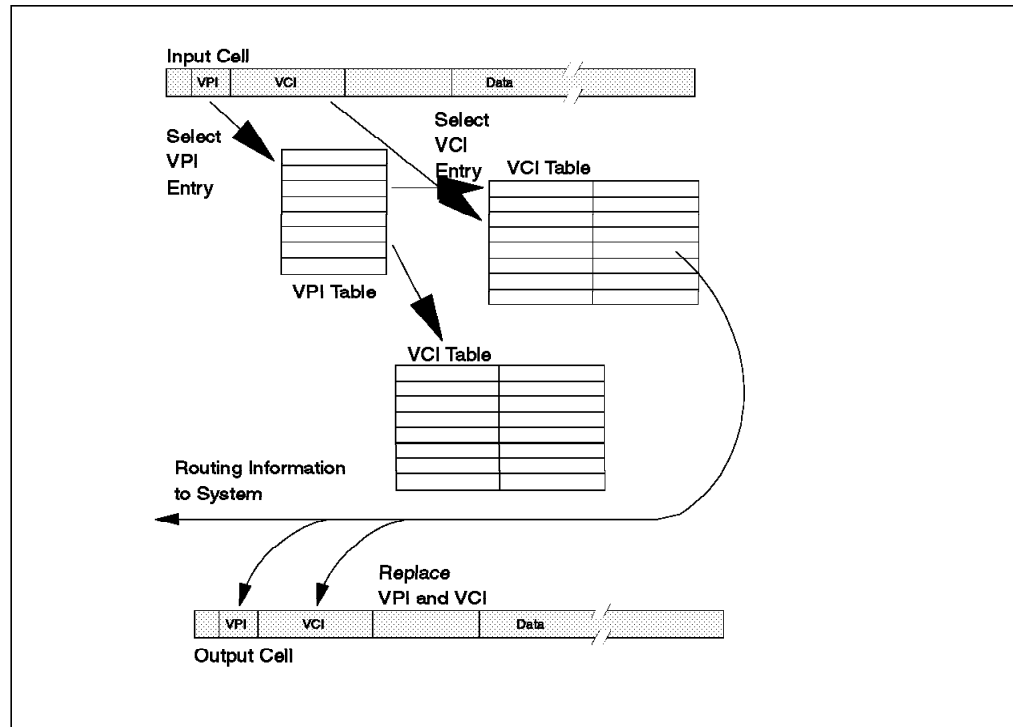 Input Cell
VPI
VCI
Data
Select
VPI
Entry
Select
VCI
Entry
VCI Table
VPI Table
VCI Table
Routing Information
to System
Replace
VPI and VCI
VPI
VCI
Data
Output Cell